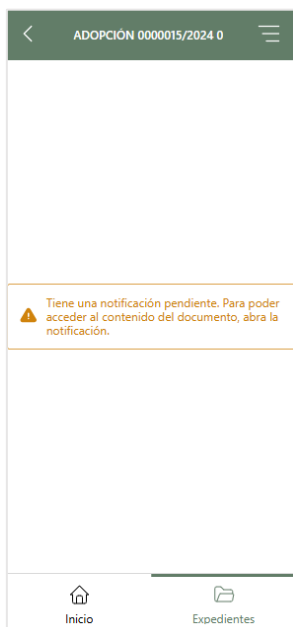 ADOPCIÓN 0000015/2024 0
Tiene una notificación pendiente. Para poder
acceder al contenido del documento, abra la
notificación.
Inicio
Expedientes